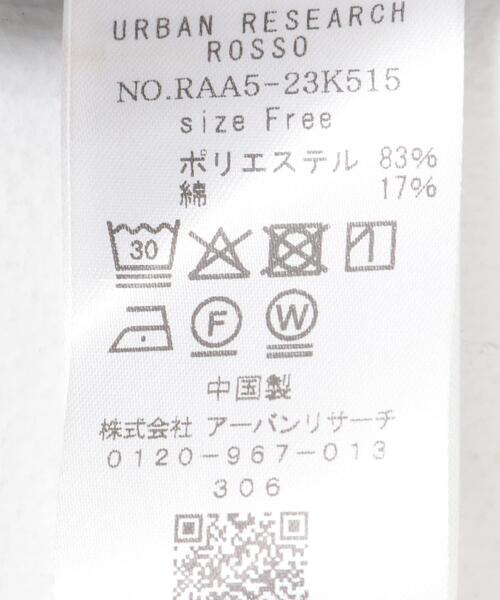 URBAN RESEARCH
ROSSO
NO.RAA5-23K515
size Free
ポリエステル 83%
綿 17%
30
F W
中国製
株式会社 アーバンリサーチ
0120-967-013
306